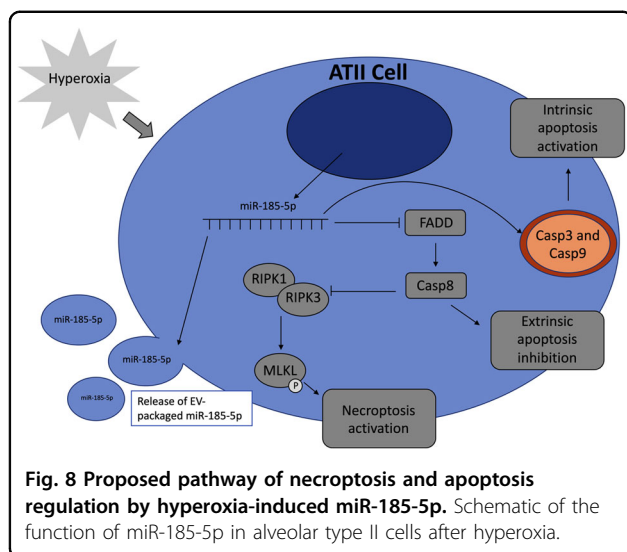 Hyperoxia
ATII Cell
Intrinsic
apoptosis
activation
miR-185-5p
FADD
Casp3 and
Casp9
RIPK1
RIPK3
Casp8
miR-185-5p
miR-185-5p
miR-185-5p
Release of EV-
packaged miR-185-5p
MLKL
P
Necroptosis
activation
Extrinsic
apoptosis
inhibition
Fig. 8 Proposed pathway of necroptosis and apoptosis
regulation by hyperoxia-induced miR-185-5p. Schematic of the
function of miR-185-5p in alveolar type II cells after hyperoxia.